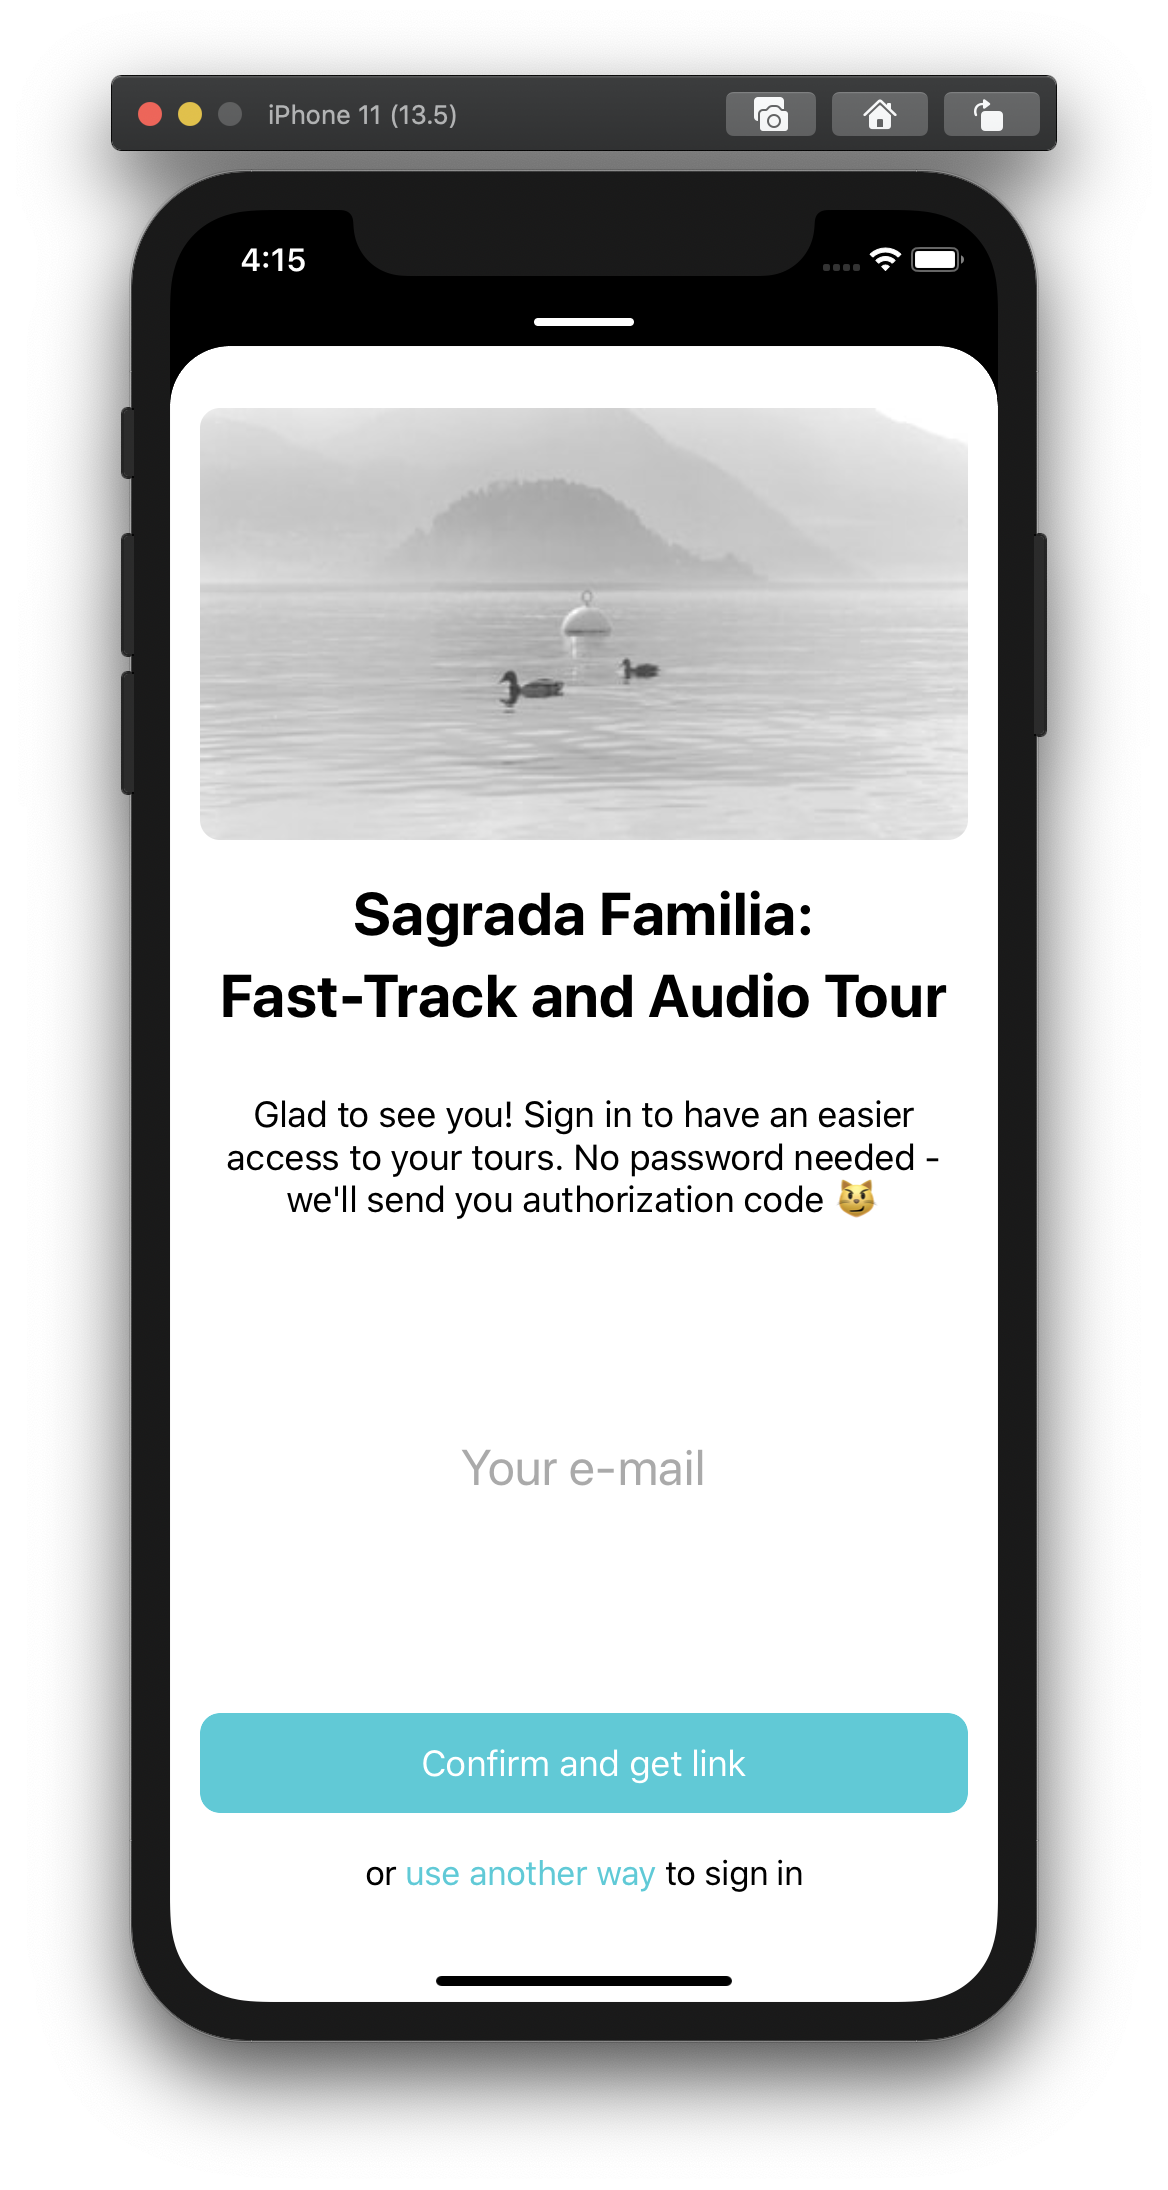 iPhone 11 (13.5)
4:15
Sagrada Familia:
Fast-Track and Audio Tour
Glad to see you! Sign in to have an easier
access to your tours. No password needed -
we'll send you authorization code 😼
Your e-mail
Confirm and get link
or use another way to sign in